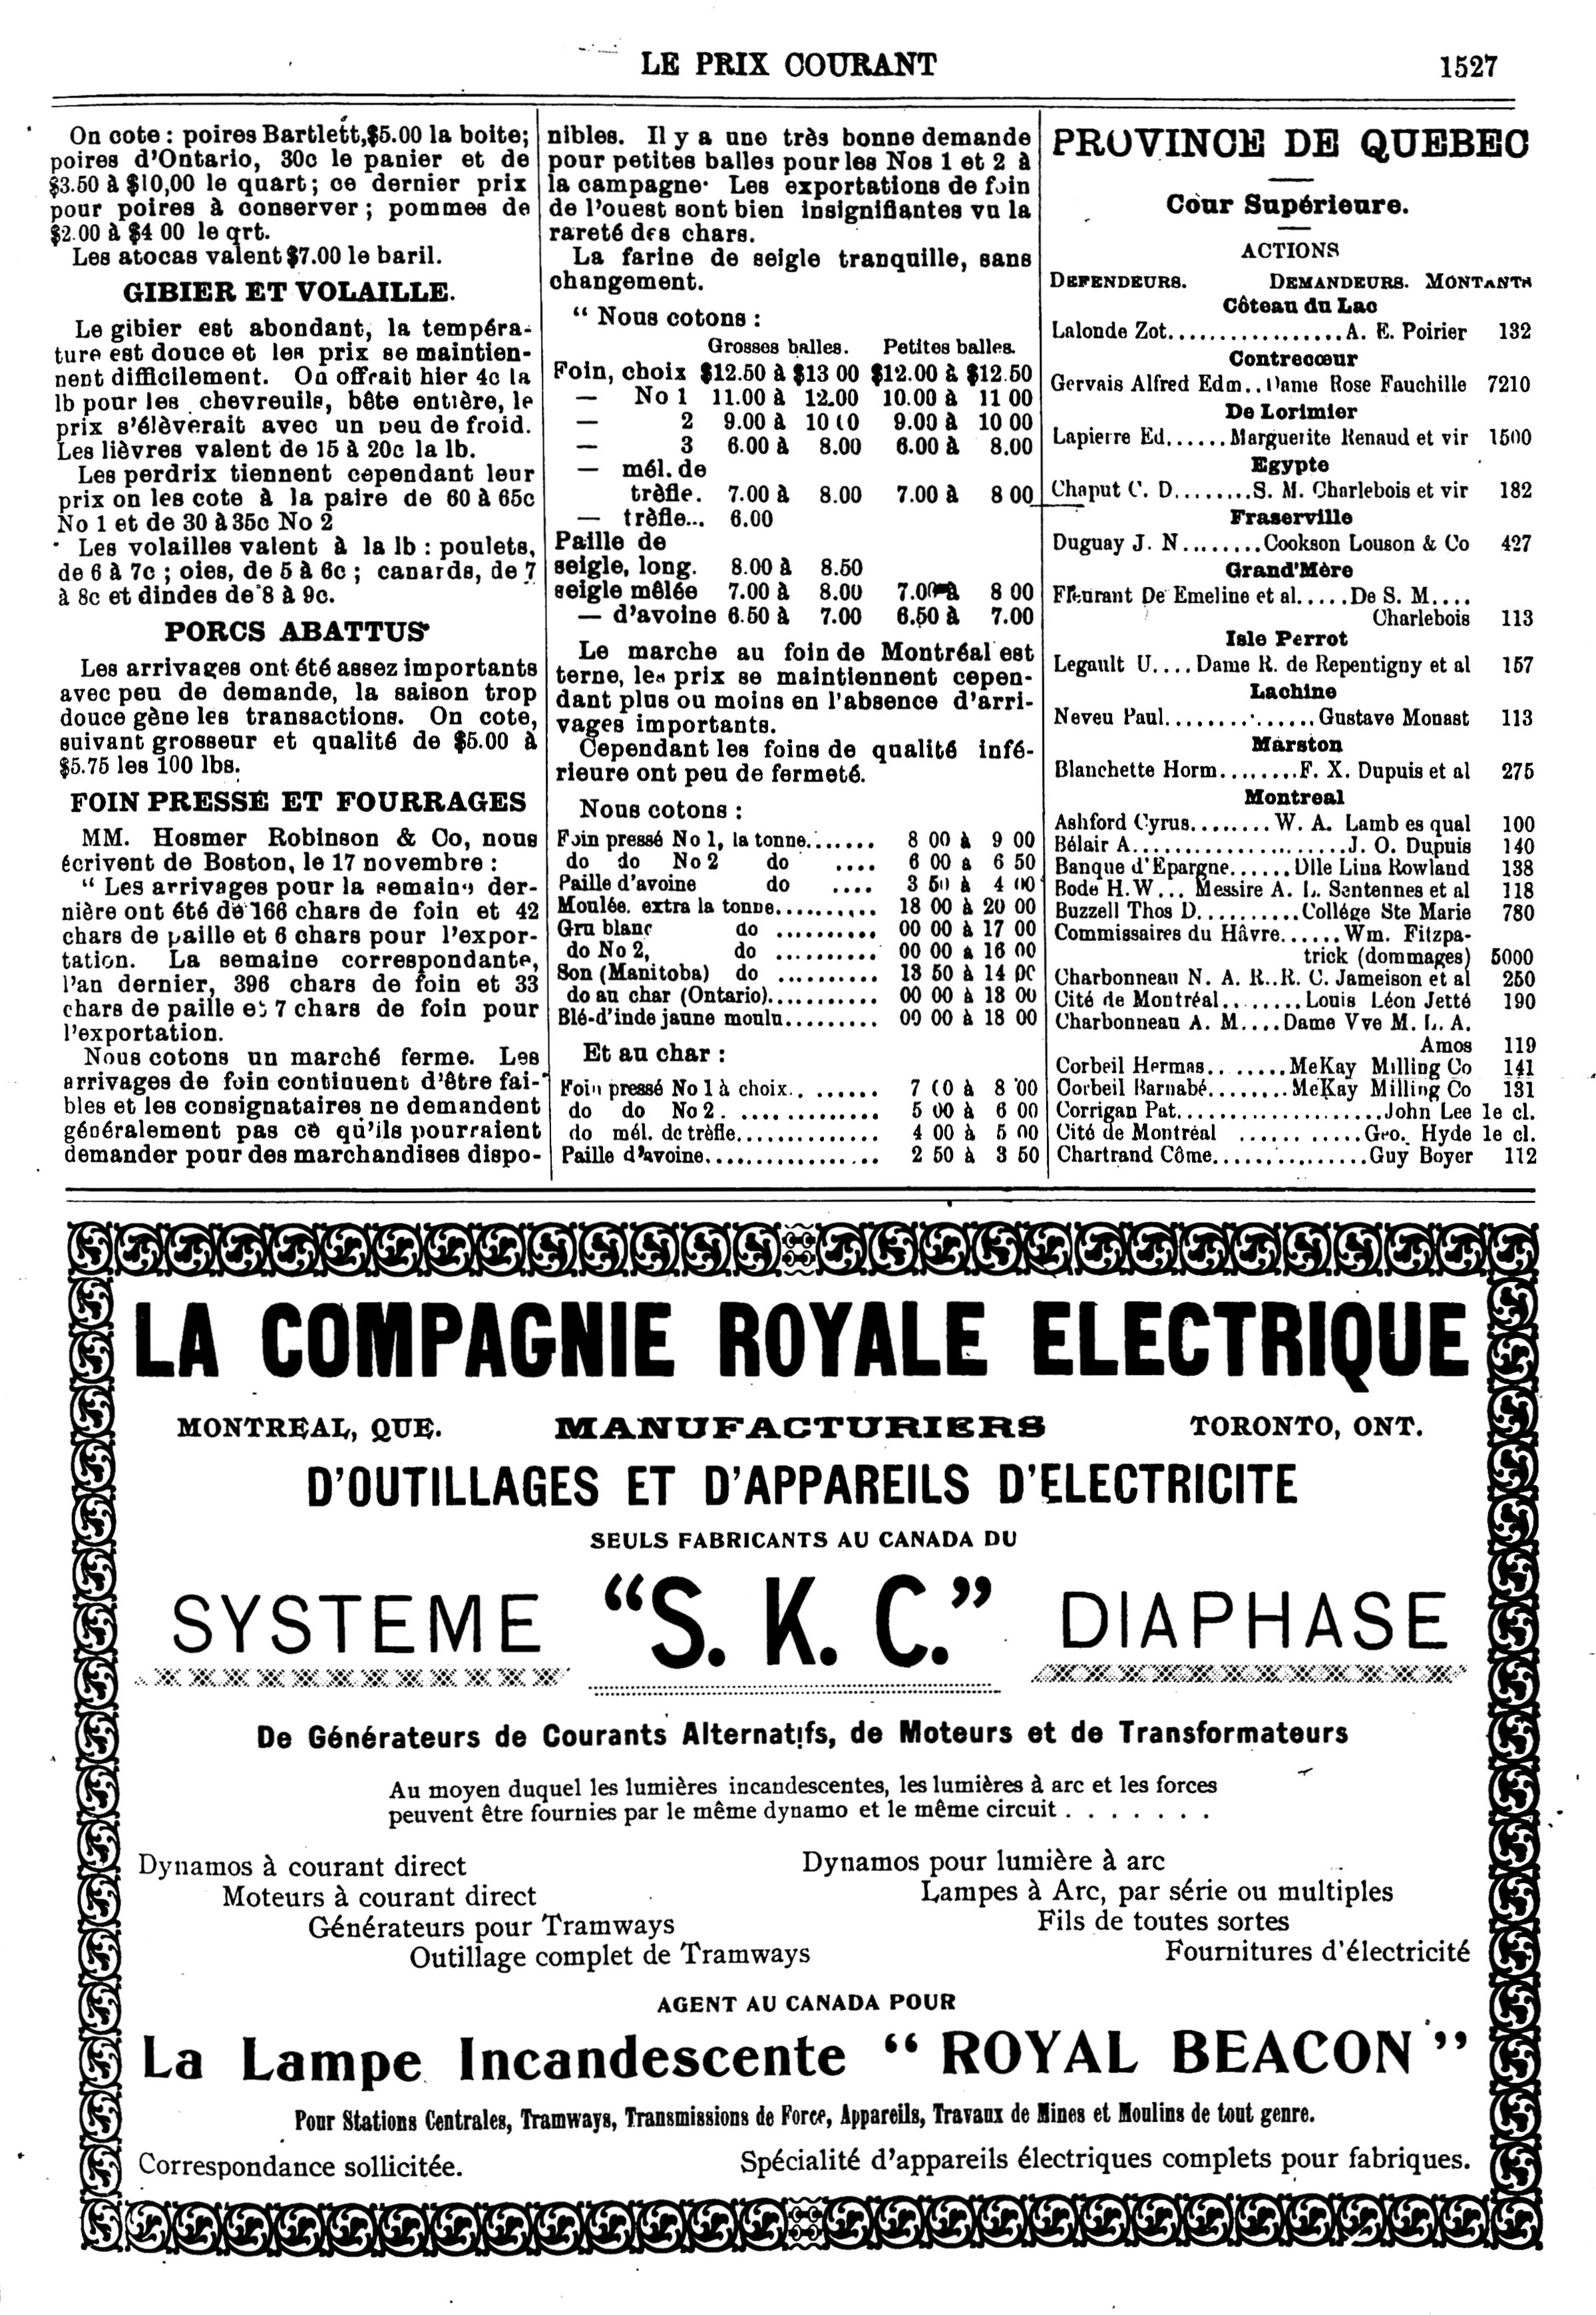 LE PRIX COURANT
1527
On cote : poires Bartlett, $5.00 la boite;
poires d'Ontario, 30c le panier et de
$3.50 à $10,00 le quart; ce dernier prix
pour poires à conserver; pommes de
$2.00 à $4 00 le qrt.
Les atocas valent $7.00 le baril.
GIBIER ET VOLAILLE.
Le gibier est abondant, la tempéra-
ture est douce et les prix se maintien-
nent difficilement. On offrait hier 4c la
lb pour les chevreuils, bête entière, le
prix s'élèverait avec un peu de froid.
Les lièvres valent de 15 à 20c la lb.
Les perdrix tiennent cependant leur
prix on les cote à la paire de 60 à 65c
No 1 et de 30 à 35c No 2
Les volailles valent à la lb : poulets,
de 6 à 7c ; oies, de 5 à 6c ; canards, de 7
à 8c et dindes de 8 à 9c.
PORCS ABATTUS
Les arrivages ont été assez importants
avec peu de demande, la saison trop
douce gène les transactions. On cote,
suivant grosseur et qualité de $5.00 à
$5.75 les 100 lbs.
FOIN PRESSÉ ET FOURRAGES
MM. Hosmer Robinson & Co, nous
écrivent de Boston, le 17 novembre :
“ Les arrivages pour la semaine der-
nière ont été de 166 chars de foin et 42
chars de paille et 6 chars pour l'expor-
tation. La semaine correspondante,
l'an dernier, 396 chars de foin et 33
chars de paille et 7 chars de foin pour
l'exportation.
Nous cotons un marché ferme. Les
arrivages de foin continuent d'être fai-
bles et les consignataires ne demandent
généralement pas ce qu'ils pourraient
demander pour des marchandises dispo-
nibles. Il y a une très bonne demande
pour petites balles pour les Nos 1 et 2 à
la campagne. Les exportations de foin
de l'ouest sont bien insignifiantes vu la
rareté des chars.
La farine de seigle tranquille, sans
changement.
“ Nous cotons :
Grosses balles. Petites balles.
Foin, choix $12.50 à $13 00 $12.00 à $12.50
— No 1 11.00 à 12.00 10.00 à 11 00
— 2 9.00 à 10 00 9.00 à 10 00
— 3 6.00 à 8.00 6.00 à 8.00
— mél. de
trèfle. 7.00 à 8.00 7.00 à 8 00
— trèfle... 6.00
Paille de
seigle, long. 8.00 à 8.50
seigle mêlée 7.00 à 8.00 7.00 à 8 00
— d'avoine 6.50 à 7.00 6.50 à 7.00
Le marche au foin de Montréal est
terne, les prix se maintiennent cepen-
dant plus ou moins en l'absence d'arri-
vages importants.
Cependant les foins de qualité infé-
rieure ont peu de fermeté.
Nous cotons :
Foin pressé No 1, la tonne....... 8 00 à 9 00
do do No 2 do .... 6 00 à 6 50
Paille d'avoine do .... 3 50 à 4 00
Moulée. extra la tonne.......... 18 00 à 20 00
Gru blanc do .......... 00 00 à 17 00
do No 2, do .......... 00 00 à 16 00
Son (Manitoba) do .......... 13 50 à 14 00
do au char (Ontario).......... 00 00 à 13 00
Blé-d'inde jaune moulu......... 00 00 à 18 00
Et au char :
Foin pressé No 1 à choix.. ...... 7 00 à 8 00
do do No 2. ............ 5 00 à 6 00
do mél. de trèfle.............. 4 00 à 5 00
Paille d'avoine................. 2 50 à 3 50
PROVINCE DE QUEBEC
Cour Supérieure.
ACTIONS
DEFENDEURS. DEMANDEURS. MONTANTS
Côteau du Lac
Lalonde Zot.................A. E. Poirier 132
Contrecœur
Gervais Alfred Edm..Dame Rose Fauchille 7210
De Lorimier
Lapierre Ed......Marguerite Renaud et vir 1500
Egypte
Chaput C. D........S. M. Charlebois et vir 182
Fraserville
Duguay J. N........Cookson Louson & Co 427
Grand'Mère
Fleurant De Emeline et al.....De S. M....
Charlebois 113
Isle Perrot
Legault U....Dame R. de Repentigny et al 157
Lachine
Neveu Paul...............Gustave Monast 113
Marston
Blanchette Horm........F. X. Dupuis et al 275
Montreal
Ashford Cyrus........W. A. Lamb es qual 100
Bélair A.....................J. O. Dupuis 140
Banque d'Epargne......Dlle Lina Rowland 138
Bode H. W... Messire A. L. Sentennes et al 118
Buzzell Thos D..........Collége Ste Marie 780
Commissaires du Hâvre......Wm. Fitzpa-
trick (dommages) 5000
Charbonneau N. A. R..R. C. Jameison et al 250
Cité de Montréal........Louis Léon Jetté 190
Charbonneau A. M....Dame Vve M. L. A.
Amos 119
Corbeil Hermas........McKay Milling Co 141
Corbeil Barnabé........McKay Milling Co 131
Corrigan Pat....................John Lee 1e cl.
Cité de Montréal ...........Geo. Hyde 1e cl.
Chartrand Côme...............Guy Boyer 112
LA COMPAGNIE ROYALE ELECTRIQUE
MONTREAL, QUE. MANUFACTURIERS TORONTO, ONT.
D'OUTILLAGES ET D'APPAREILS D'ELECTRICITE
SEULS FABRICANTS AU CANADA DU
SYSTEME “S. K. C.” DIAPHASE
De Générateurs de Courants Alternatifs, de Moteurs et de Transformateurs
Au moyen duquel les lumières incandescentes, les lumières à arc et les forces
peuvent être fournies par le même dynamo et le même circuit . . . . . . .
Dynamos à courant direct
Moteurs à courant direct
Générateurs pour Tramways
Outillage complet de Tramways
Dynamos pour lumière à arc
Lampes à Arc, par série ou multiples
Fils de toutes sortes
Fournitures d'électricité
AGENT AU CANADA POUR
La Lampe Incandescente “ ROYAL BEACON ”
Pour Stations Centrales, Tramways, Transmissions de Force, Appareils, Travaux de Mines et Moulins de tout genre.
Correspondance sollicitée.
Spécialité d'appareils électriques complets pour fabriques.